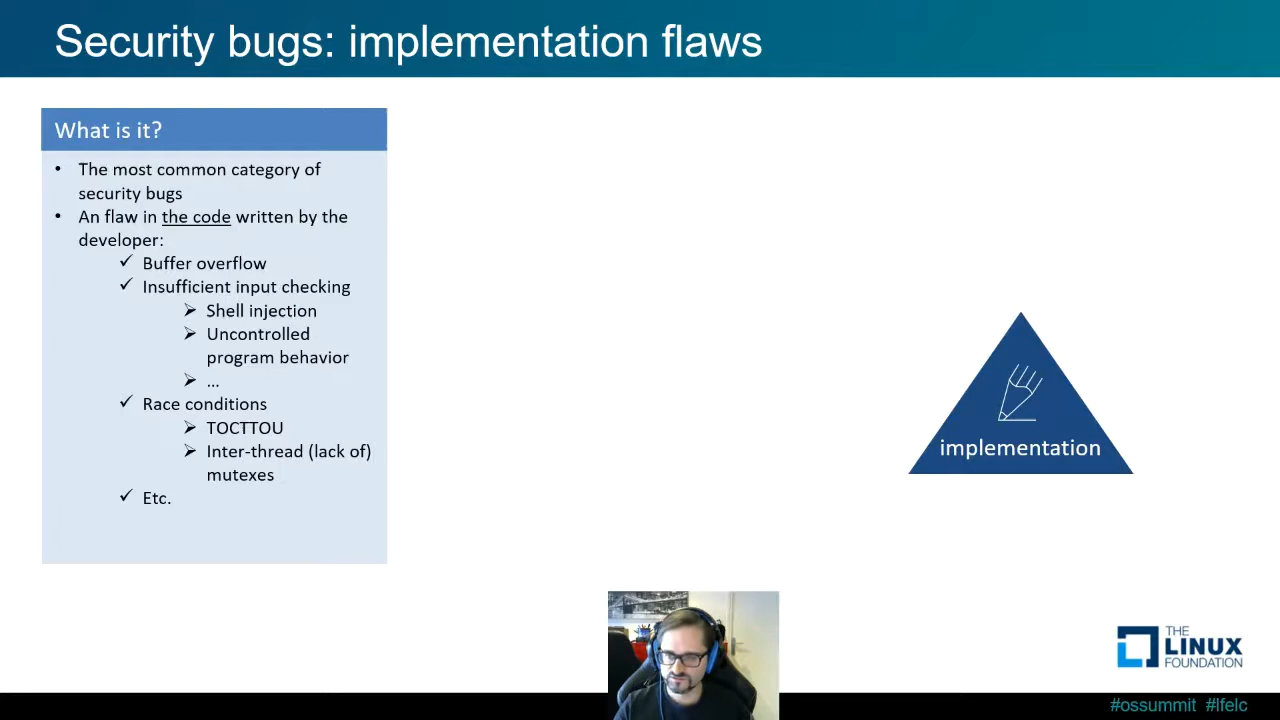 Security bugs: implementation flaws
What is it?
• The most common category of
security bugs
• An flaw in the code written by the
developer:
✓ Buffer overflow
✓ Insufficient input checking
➢ Shell injection
➢ Uncontrolled
program behavior
➢ ...
✓ Race conditions
➢ TOCTTOU
➢ Inter-thread (lack of)
mutexes
✓ Etc.
implementation
THE
LINUX
FOUNDATION
#ossummit #lfelc